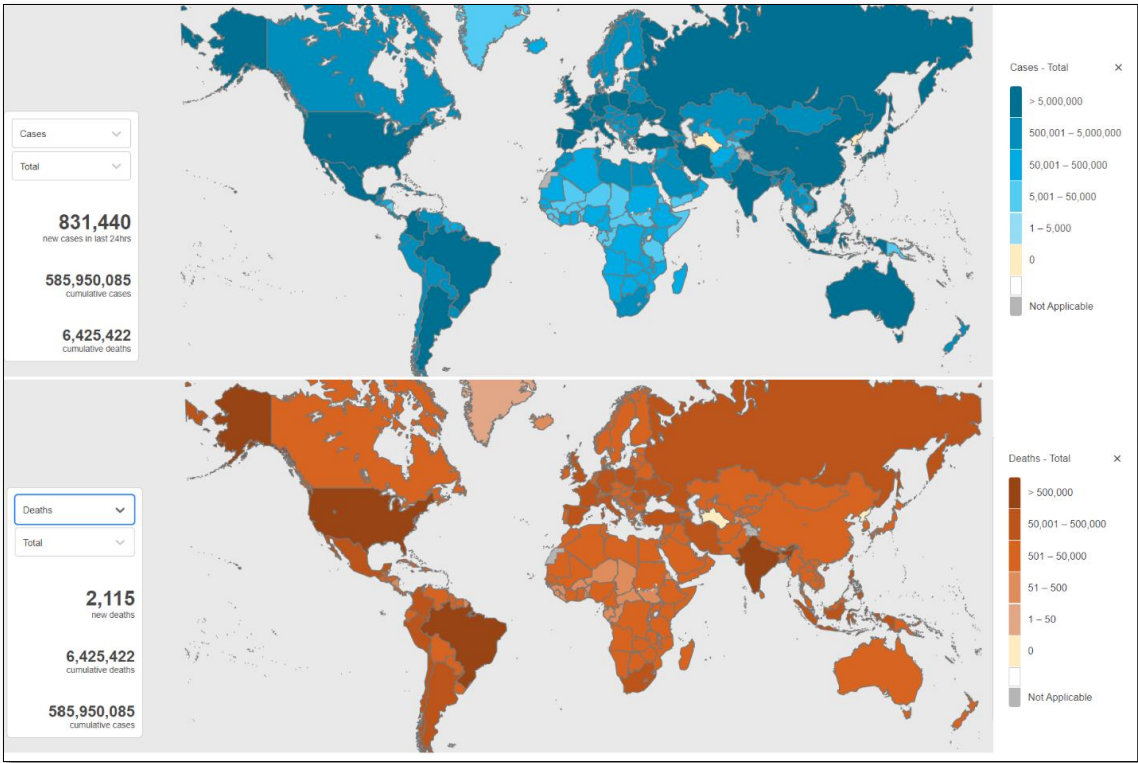 Cases
Total
831,440
new cases in last 24hrs
585,950,085
cumulative cases
6,425,422
cumulative deaths
Cases - Total ×
> 5,000,000
500,001 – 5,000,000
50,001 – 500,000
5,001 – 50,000
1 – 5,000
0
Not Applicable
Deaths
Total
2,115
new deaths
6,425,422
cumulative deaths
585,950,085
cumulative cases
Deaths - Total ×
> 500,000
50,001 – 500,000
501 – 50,000
51 – 500
1 – 50
0
Not Applicable